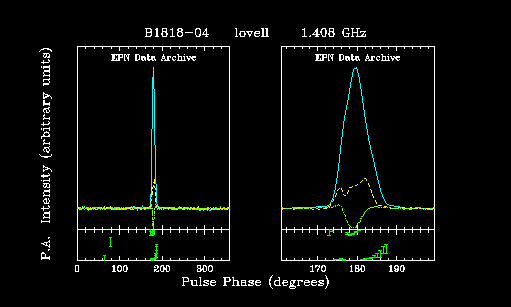 B1818-04 lovell 1.408 GHz
EPN Data Archive EPN Data Archive
P.A. Intensity (arbitrary units)
0 100 200 300 170 180 190
Pulse Phase (degrees)